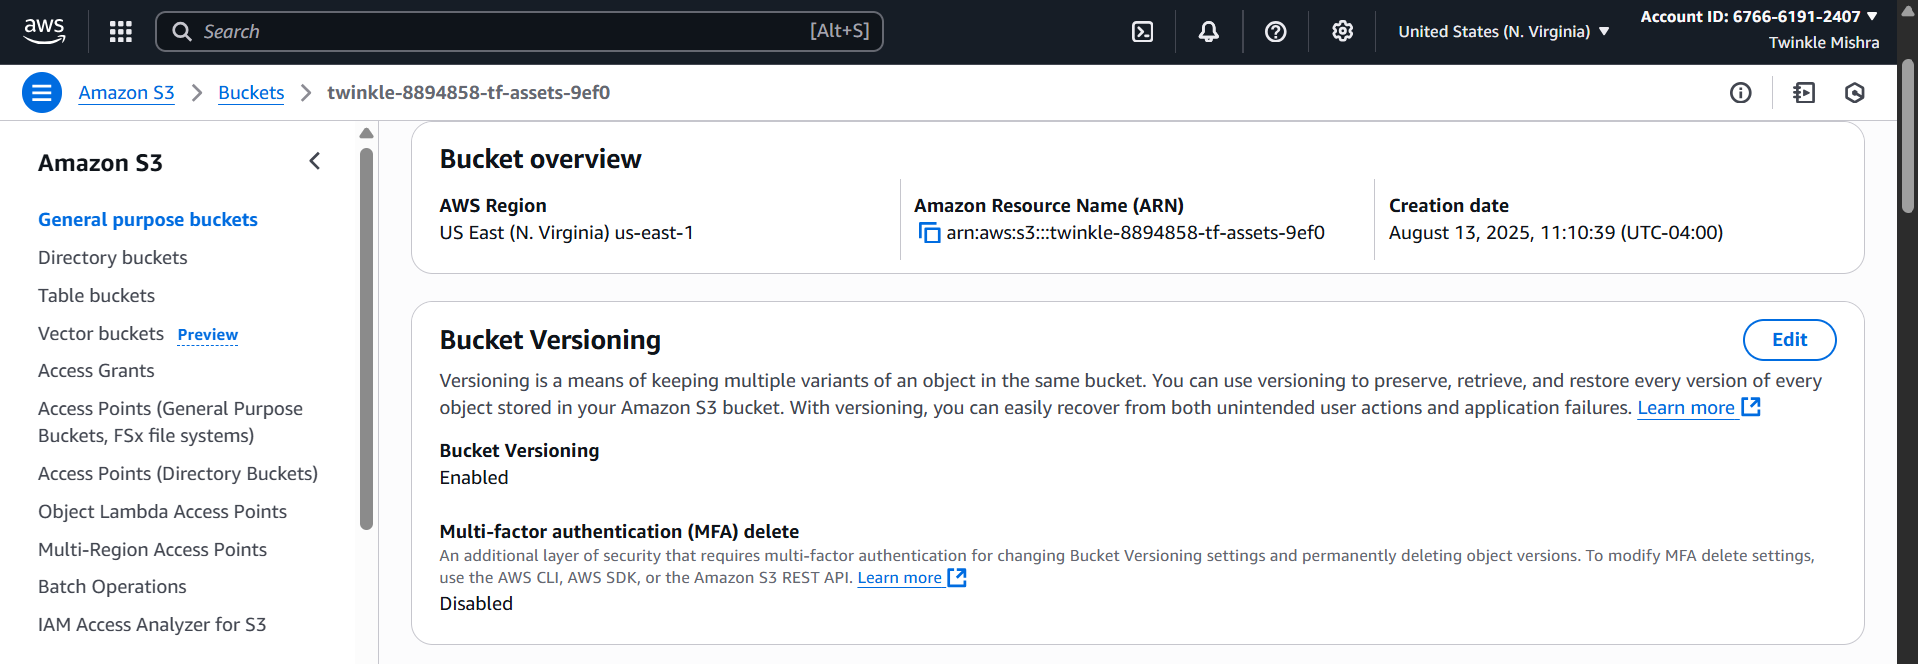 aws
Search
[Alt+S]
United States (N. Virginia)
Account ID: 6766-6191-2407
Twinkle Mishra
Amazon S3
Buckets
twinkle-8894858-tf-assets-9ef0
Amazon S3
General purpose buckets
Directory buckets
Table buckets
Vector buckets Preview
Access Grants
Access Points (General Purpose
Buckets, FSx file systems)
Access Points (Directory Buckets)
Object Lambda Access Points
Multi-Region Access Points
Batch Operations
IAM Access Analyzer for S3
Bucket overview
AWS Region
US East (N. Virginia) us-east-1
Amazon Resource Name (ARN)
arn:aws:s3:::twinkle-8894858-tf-assets-9ef0
Creation date
August 13, 2025, 11:10:39 (UTC-04:00)
Bucket Versioning
Edit
Versioning is a means of keeping multiple variants of an object in the same bucket. You can use versioning to preserve, retrieve, and restore every version of every
object stored in your Amazon S3 bucket. With versioning, you can easily recover from both unintended user actions and application failures. Learn more
Bucket Versioning
Enabled
Multi-factor authentication (MFA) delete
An additional layer of security that requires multi-factor authentication for changing Bucket Versioning settings and permanently deleting object versions. To modify MFA delete settings,
use the AWS CLI, AWS SDK, or the Amazon S3 REST API. Learn more
Disabled